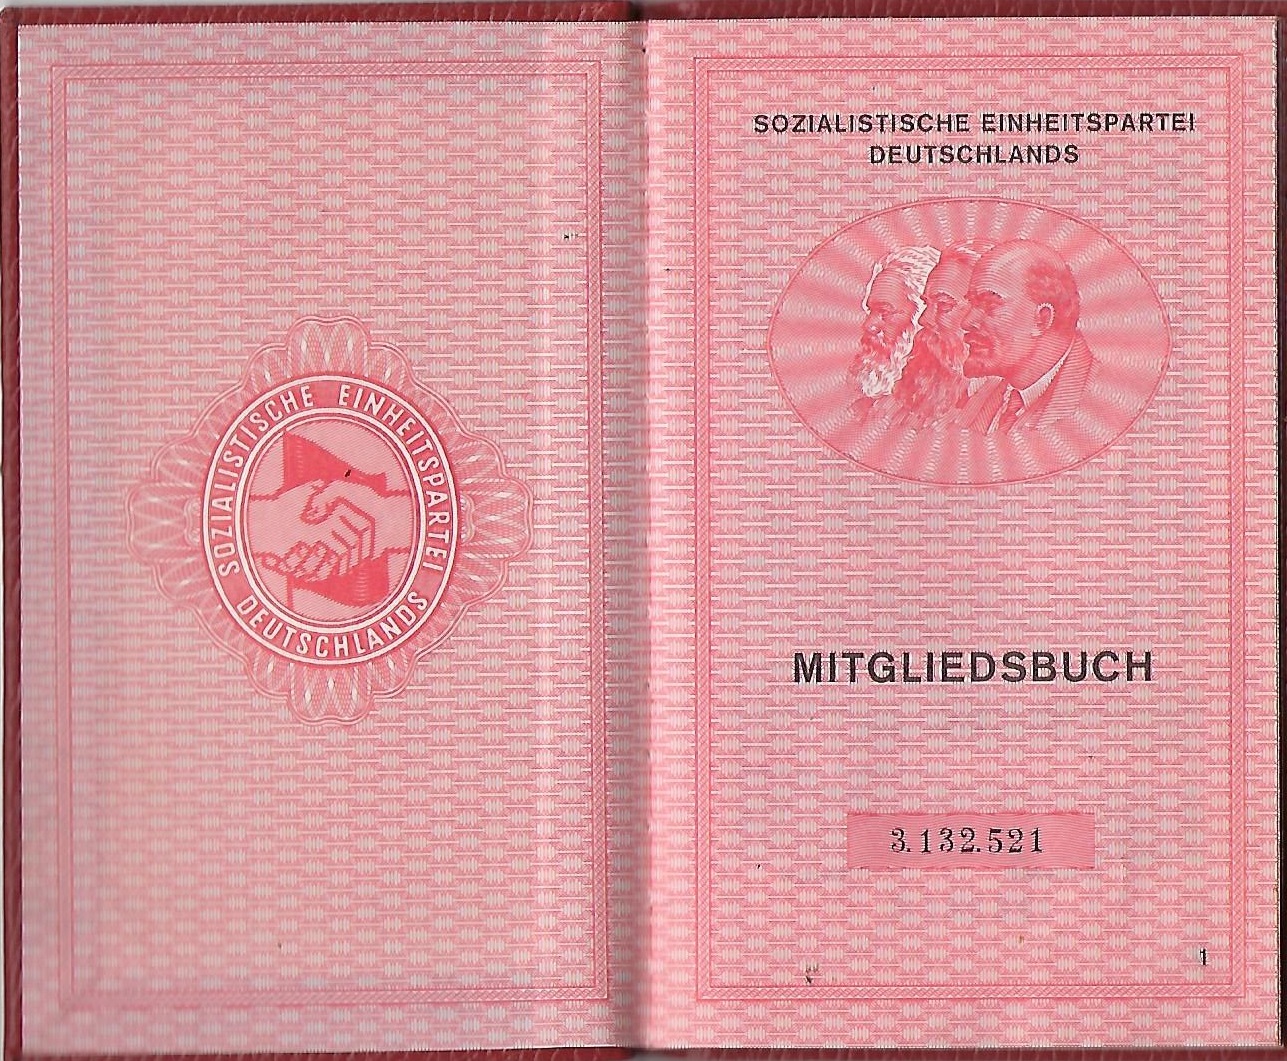 SOZIALISTISCHE EINHEITSPARTEI
DEUTSCHLANDS
SOZIALISTISCHE EINHEITSPARTEI
DEUTSCHLANDS
MITGLIEDSBUCH
3.132.521
1